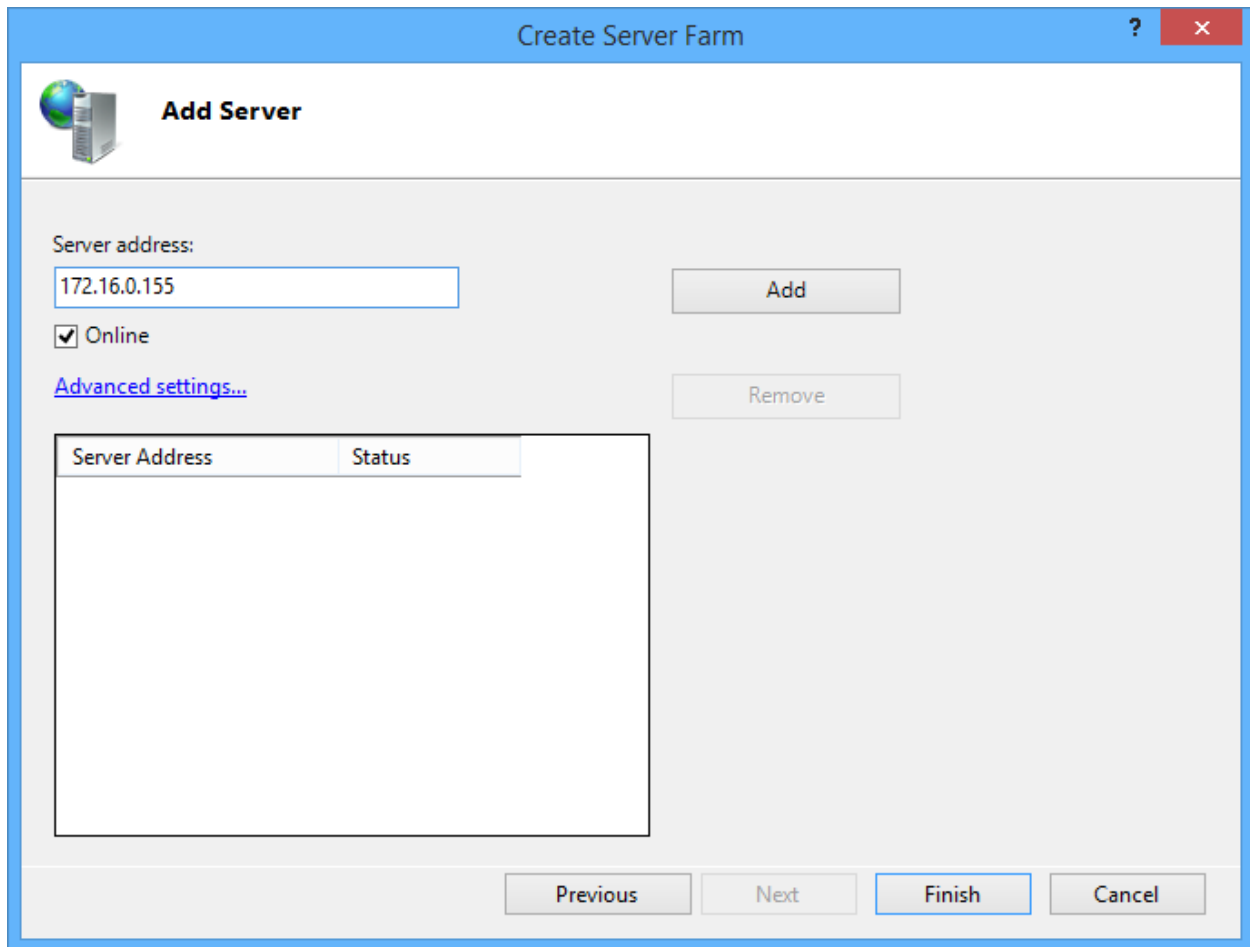 Create Server Farm
?
Add Server
Server address:
172.16.0.155
Add
Online
Advanced settings...
Remove
Server Address Status
Previous Next Finish Cancel